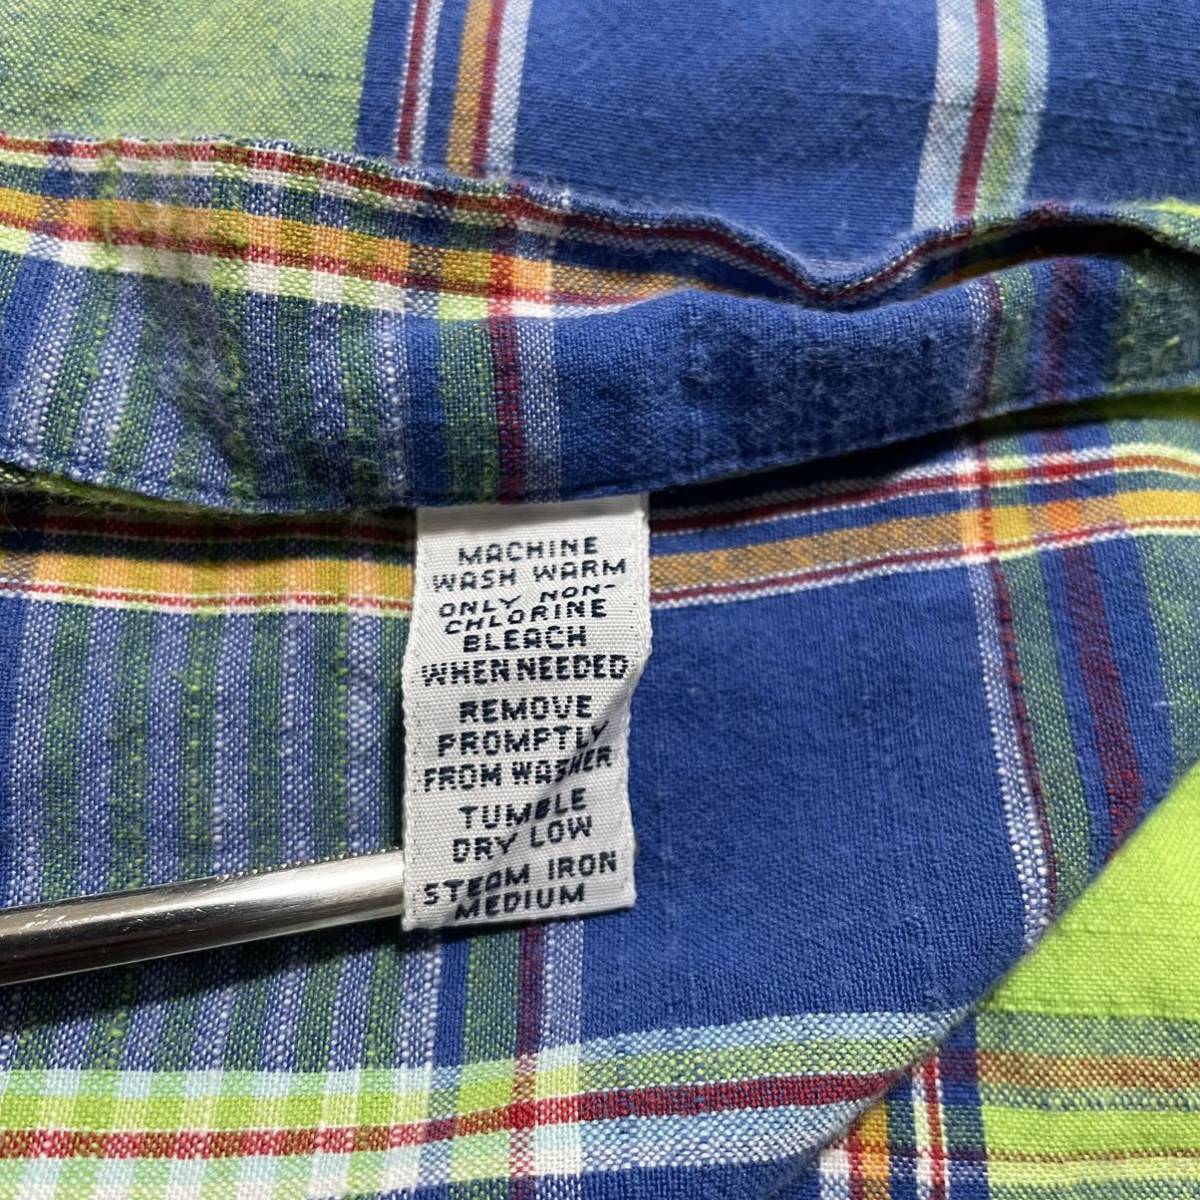 MACHINE
WASH WARM
ONLY NON-
CHLORINE
BLEACH
WHEN NEEDED
REMOVE
PROMPTLY
FROM WASHER
TUMBLE
DRY LOW
STEAM IRON
MEDIUM